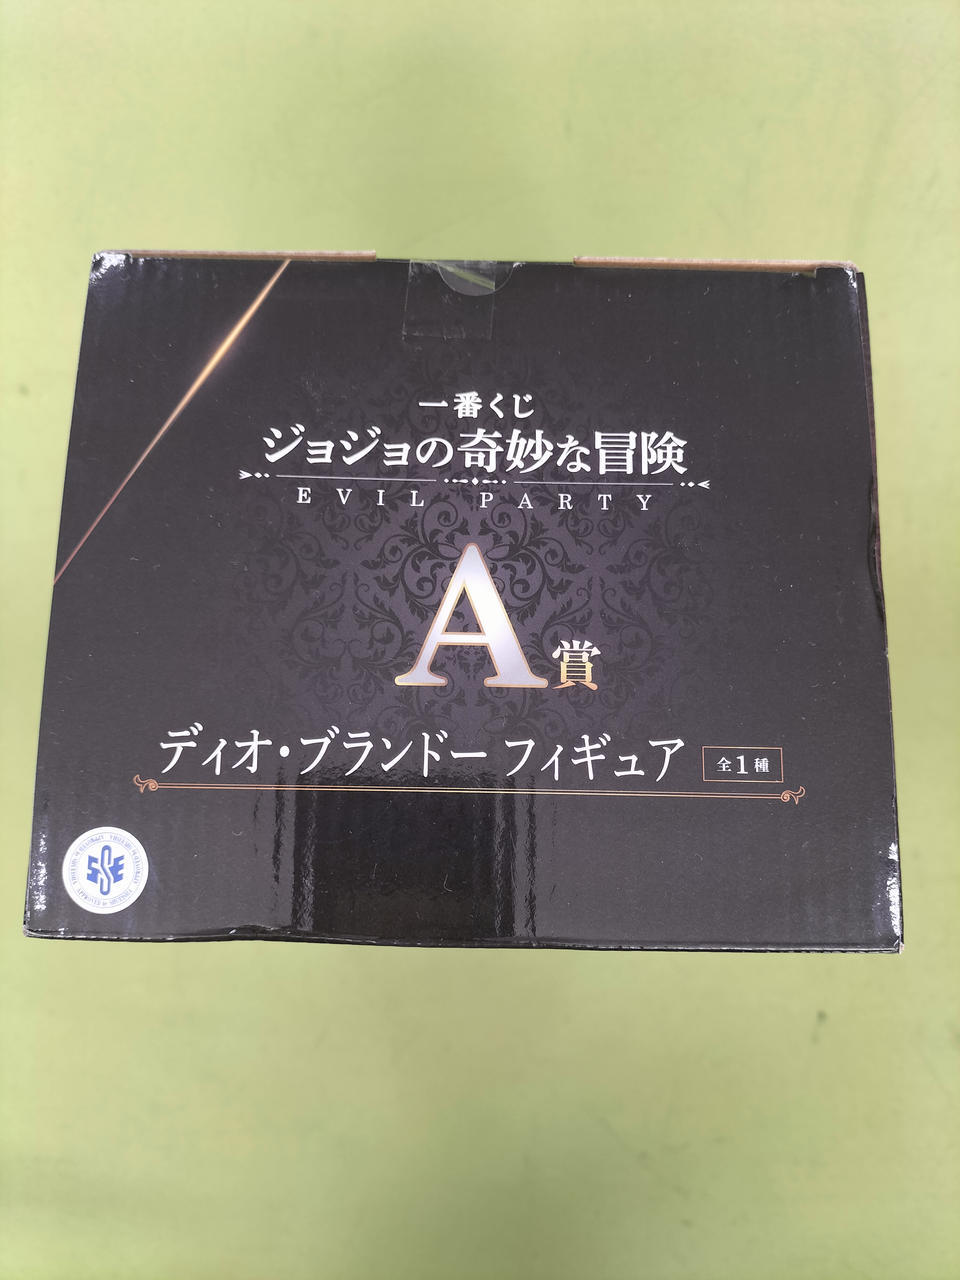 一番くじ
ジョジョの奇妙な冒険
EVIL PARTY
A賞
ディオ・ブランドー フィギュア 全1種
SSE